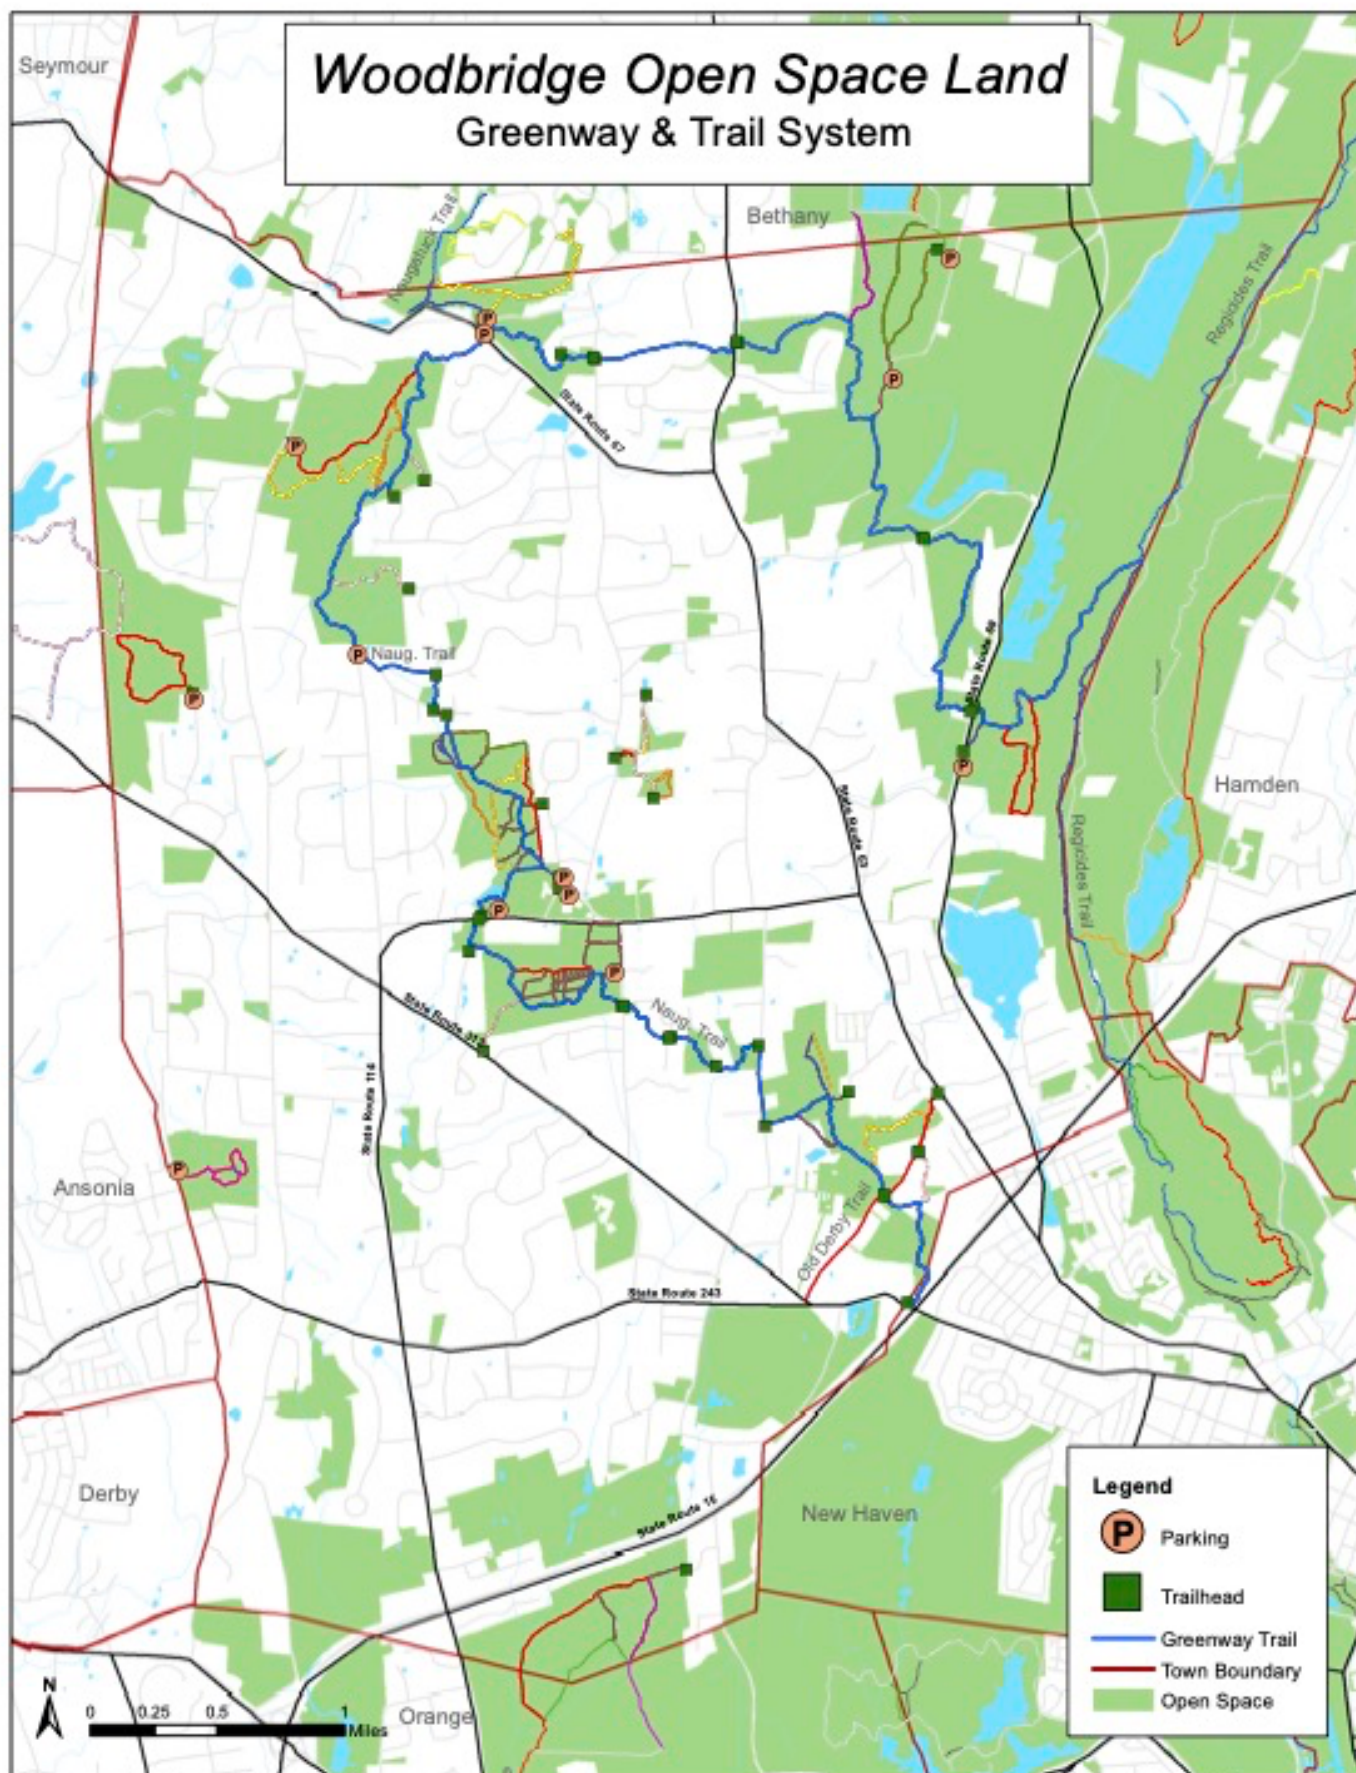 Woodbridge Open Space Land
Greenway & Trail System
Seymour
Bethany
Naugatuck Trail
Regicides Trail
State Route 67
Naug. Trail
State Route 69
Hamden
State Route 63
Regicides Trail
P
P
P
P
P
P
P
P
P
P
P
P
P
P
State Route 114
Naug. Trail
Ansonia
Old Derby Trail
State Route 243
Derby
State Route 15
New Haven
Orange
N
0 0.25 0.5 1
Miles
Legend
P Parking
Trailhead
Greenway Trail
Town Boundary
Open Space